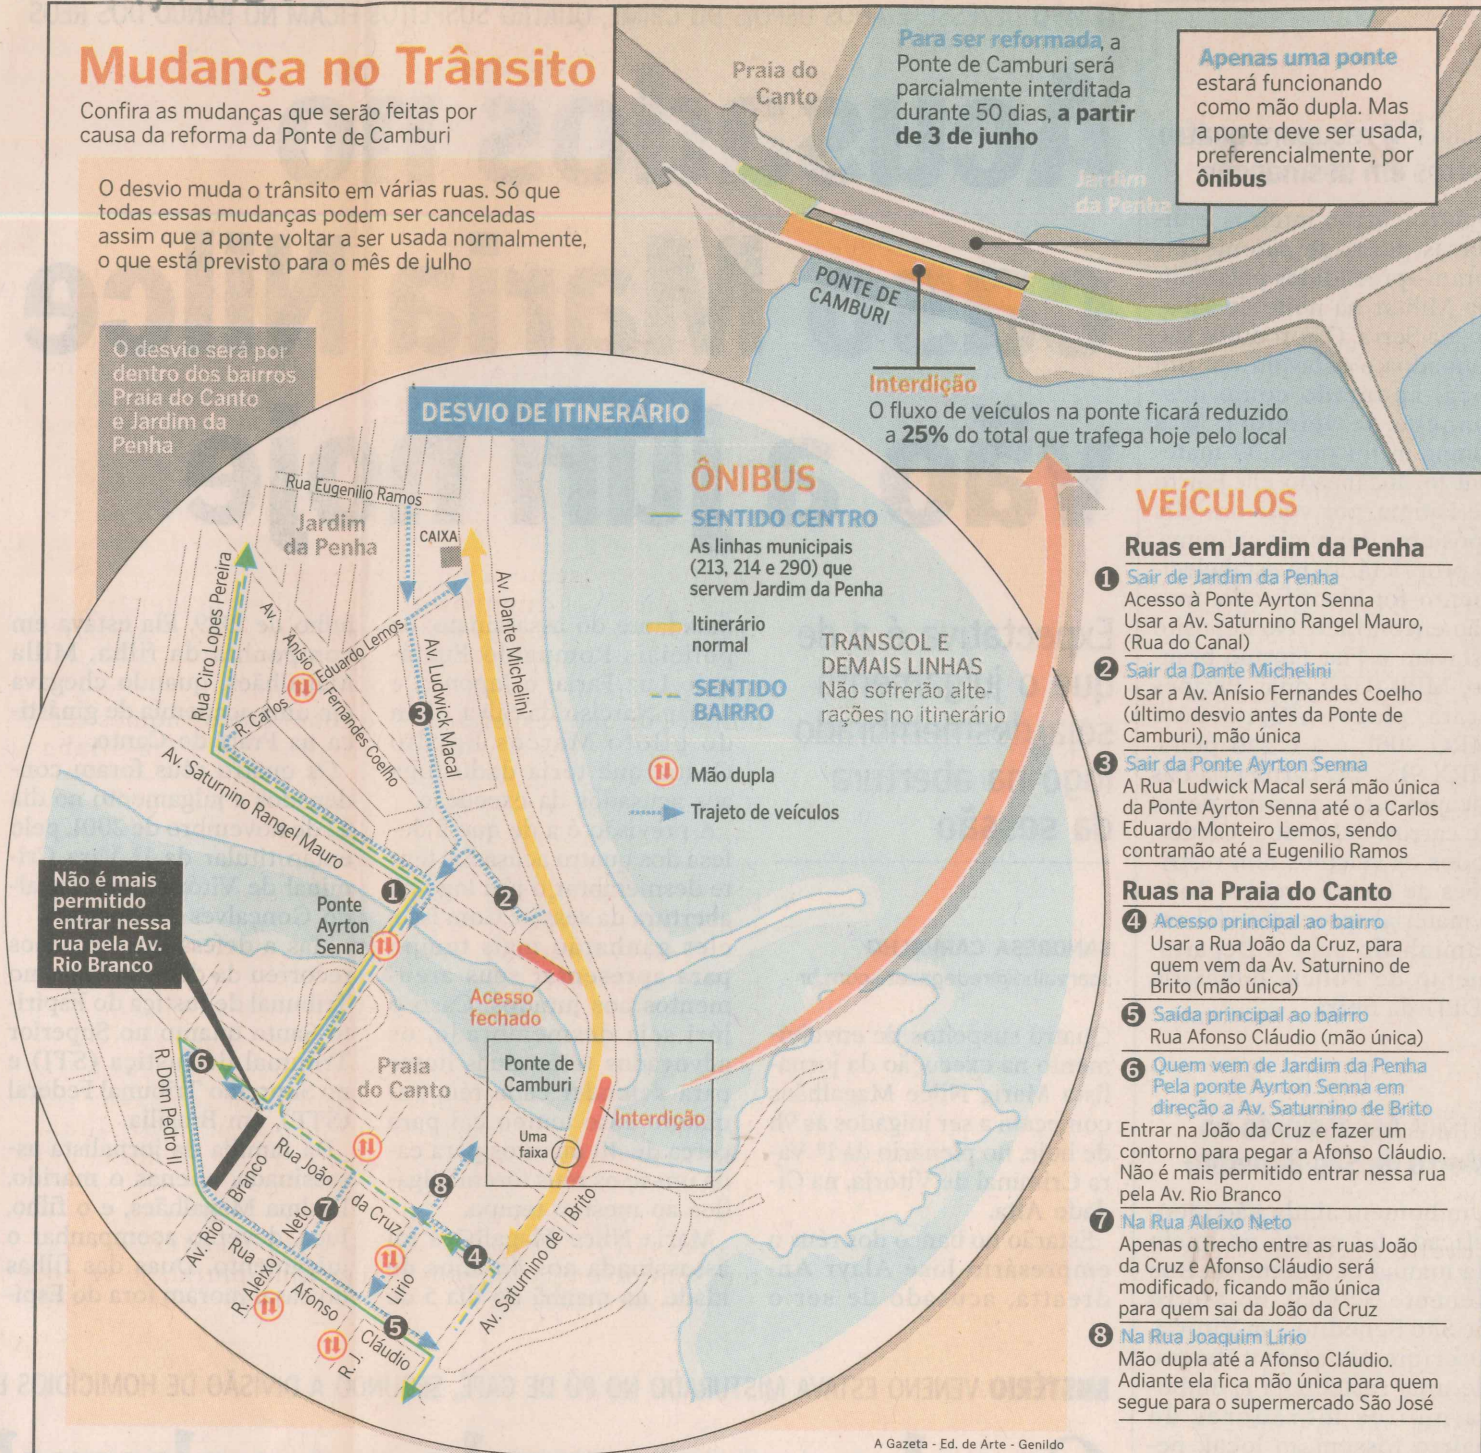 Mudança no Trânsito
Confira as mudanças que serão feitas por
causa da reforma da Ponte de Camburi
O desvio muda o trânsito em várias ruas. Só que
todas essas mudanças podem ser canceladas
assim que a ponte voltar a ser usada normalmente,
o que está previsto para o mês de julho
O desvio será por
dentro dos bairros
Praia do Canto
e Jardim da
Penha
Praia do
Canto
Para ser reformada, a
Ponte de Camburi será
parcialmente interditada
durante 50 dias, a partir
de 3 de junho
Apenas uma ponte
estará funcionando
como mão dupla. Mas
a ponte deve ser usada,
preferencialmente, por
ônibus
Jardim
da Penha
PONTE DE
CAMBURI
Interdição
O fluxo de veículos na ponte ficará reduzido
a 25% do total que trafega hoje pelo local
DESVIO DE ITINERÁRIO
ÔNIBUS
SENTIDO CENTRO
As linhas municipais
(213, 214 e 290) que
servem Jardim da Penha
Itinerário
normal
SENTIDO
BAIRRO
TRANSCOL E
DEMAIS LINHAS
Não sofrerão alte-
rações no itinerário
Mão dupla
Trajeto de veículos
Rua Eugenilio Ramos
Jardim
da Penha
CAIXA
Rua Ciro Lopes Pereira
Av. Anísio Fernandes Coelho
R. Carlos Eduardo Lemos
Av. Ludwick Macal
3
Av. Dante Michelini
Av. Saturnino Rangel Mauro
1
2
Ponte
Ayrton
Senna
Não é mais
permitido
entrar nessa
rua pela Av.
Rio Branco
Acesso
fechado
Praia
do Canto
Ponte de
Camburi
Interdição
Uma
faixa
6
R. Dom Pedro II
Av. Rio Branco
Rua João da Cruz
R. Aleixo Neto
7
8
4
Rua Afonso Cláudio
5
R. J. Lirio
Av. Saturnino de Brito
VEÍCULOS
Ruas em Jardim da Penha
1 Sair de Jardim da Penha
Acesso à Ponte Ayrton Senna
Usar a Av. Saturnino Rangel Mauro,
(Rua do Canal)
2 Sair da Dante Michelini
Usar a Av. Anísio Fernandes Coelho
(último desvio antes da Ponte de
Camburi), mão única
3 Sair da Ponte Ayrton Senna
A Rua Ludwick Macal será mão única
da Ponte Ayrton Senna até o a Carlos
Eduardo Monteiro Lemos, sendo
contramão até a Eugenilio Ramos
Ruas na Praia do Canto
4 Acesso principal ao bairro
Usar a Rua João da Cruz, para
quem vem da Av. Saturnino de
Brito (mão única)
5 Saída principal ao bairro
Rua Afonso Cláudio (mão única)
6 Quem vem de Jardim da Penha
Pela ponte Ayrton Senna em
direção a Av. Saturnino de Brito
Entrar na João da Cruz e fazer um
contorno para pegar a Afonso Cláudio.
Não é mais permitido entrar nessa rua
pela Av. Rio Branco
7 Na Rua Aleixo Neto
Apenas o trecho entre as ruas João
da Cruz e Afonso Cláudio será
modificado, ficando mão única
para quem sai da João da Cruz
8 Na Rua Joaquim Lírio
Mão dupla até a Afonso Cláudio.
Adiante ela fica mão única para quem
segue para o supermercado São José
A Gazeta - Ed. de Arte - Genildo